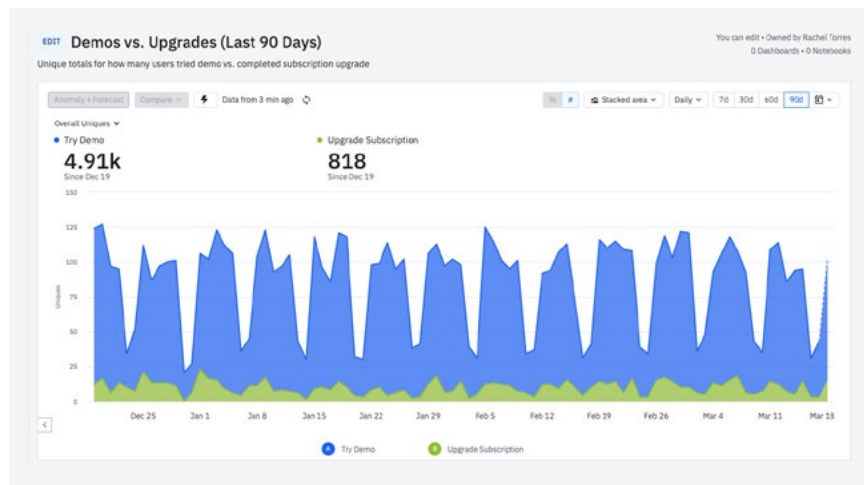 EDIT Demos vs. Upgrades (Last 90 Days)
You can edit • Owned by Rachel Torres
0 Dashboards • 0 Notebooks
Unique totals for how many users tried demo vs. completed subscription upgrade
Anomaly + Forecast Compare Data from 3 min ago % # Stacked area Daily 7d 30d 60d 90d
Overall Uniques
Try Demo Upgrade Subscription
4.91k 818
Since Dec 19 Since Dec 19
150
125
100
75
50
25
0
Uniques
Dec 25 Jan 1 Jan 8 Jan 15 Jan 22 Jan 29 Feb 5 Feb 12 Feb 19 Feb 26 Mar 4 Mar 11 Mar 18
A Try Demo B Upgrade Subscription